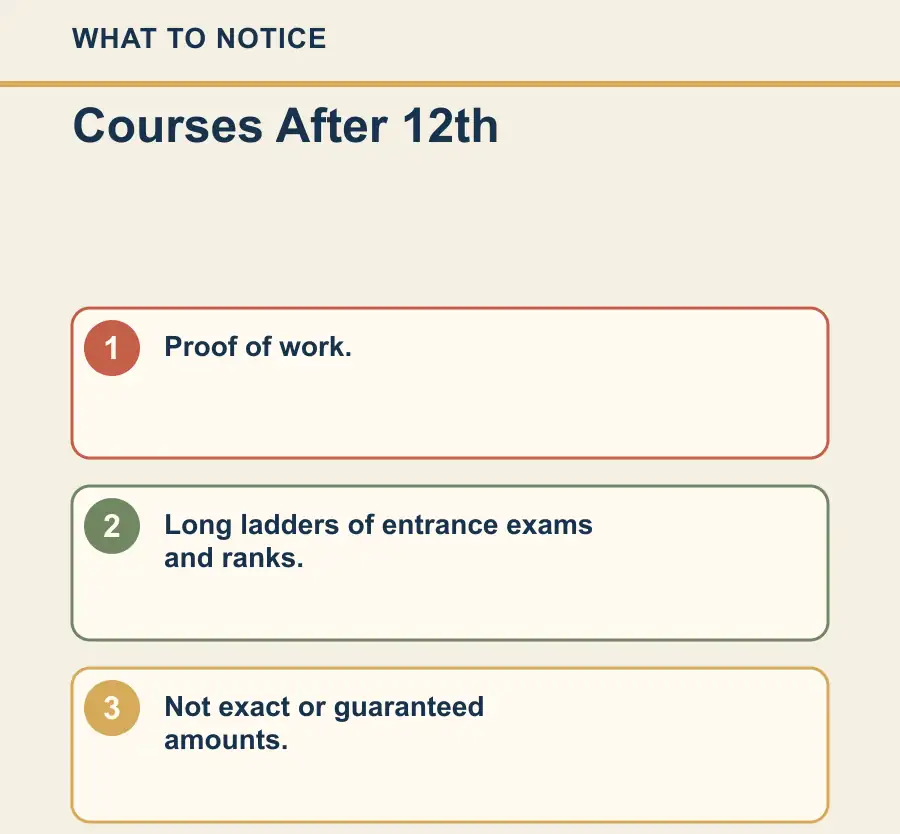 WHAT TO NOTICE
Courses After 12th
1
Proof of work.
2
Long ladders of entrance exams
and ranks.
3
Not exact or guaranteed
amounts.